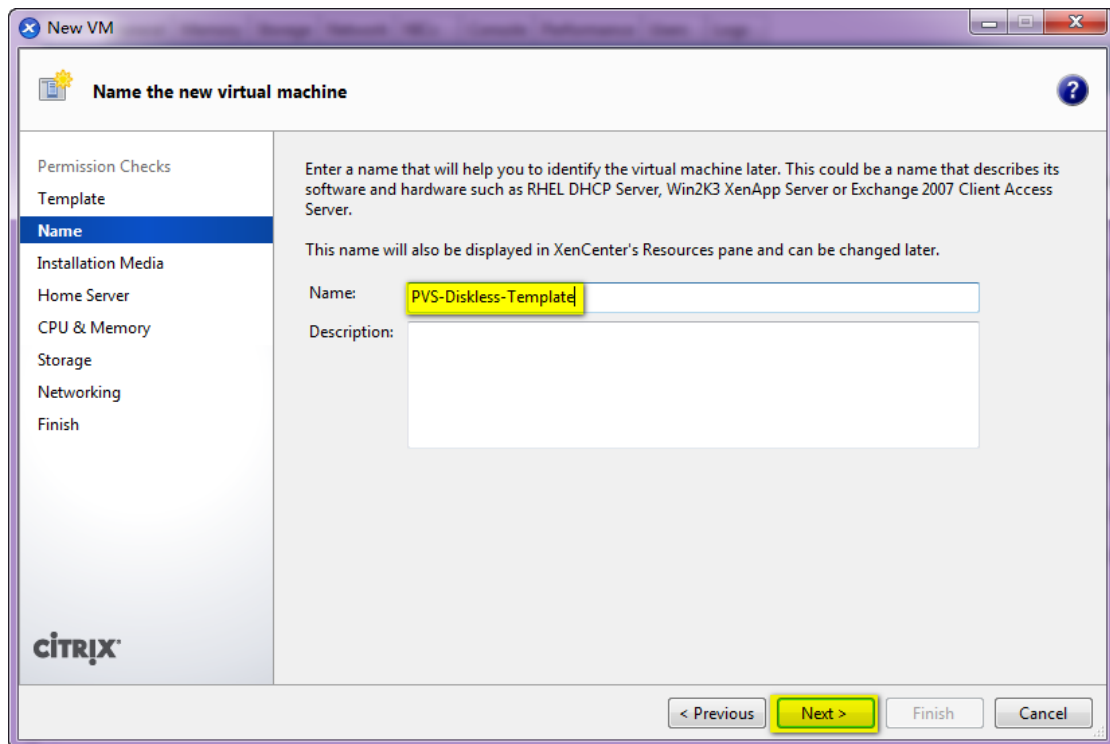 New VM
Name the new virtual machine
?
Permission Checks
Template
Name
Installation Media
Home Server
CPU & Memory
Storage
Networking
Finish
Enter a name that will help you to identify the virtual machine later. This could be a name that describes its
software and hardware such as RHEL DHCP Server, Win2K3 XenApp Server or Exchange 2007 Client Access
Server.
This name will also be displayed in XenCenter's Resources pane and can be changed later.
Name: PVS-Diskless-Template
Description:
CITRIX
< Previous Next > Finish Cancel